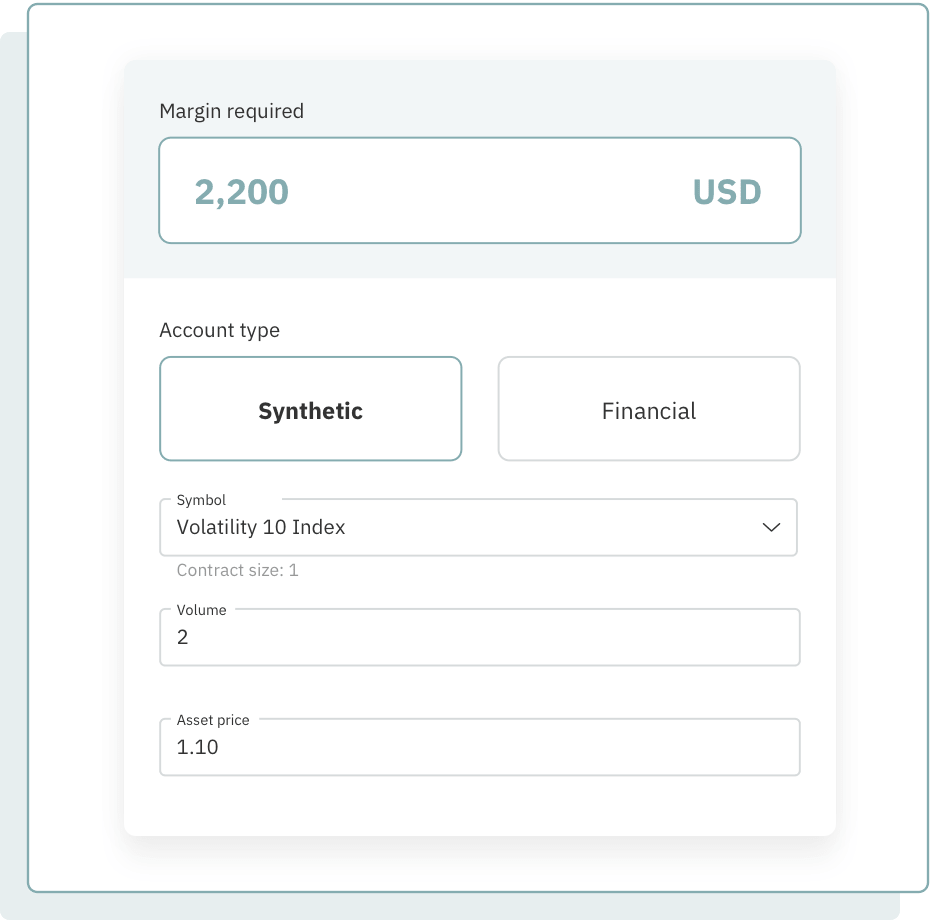 Margin required
2,200 USD
Account type
Synthetic Financial
Symbol
Volatility 10 Index
Contract size: 1
Volume
2
Asset price
1.10